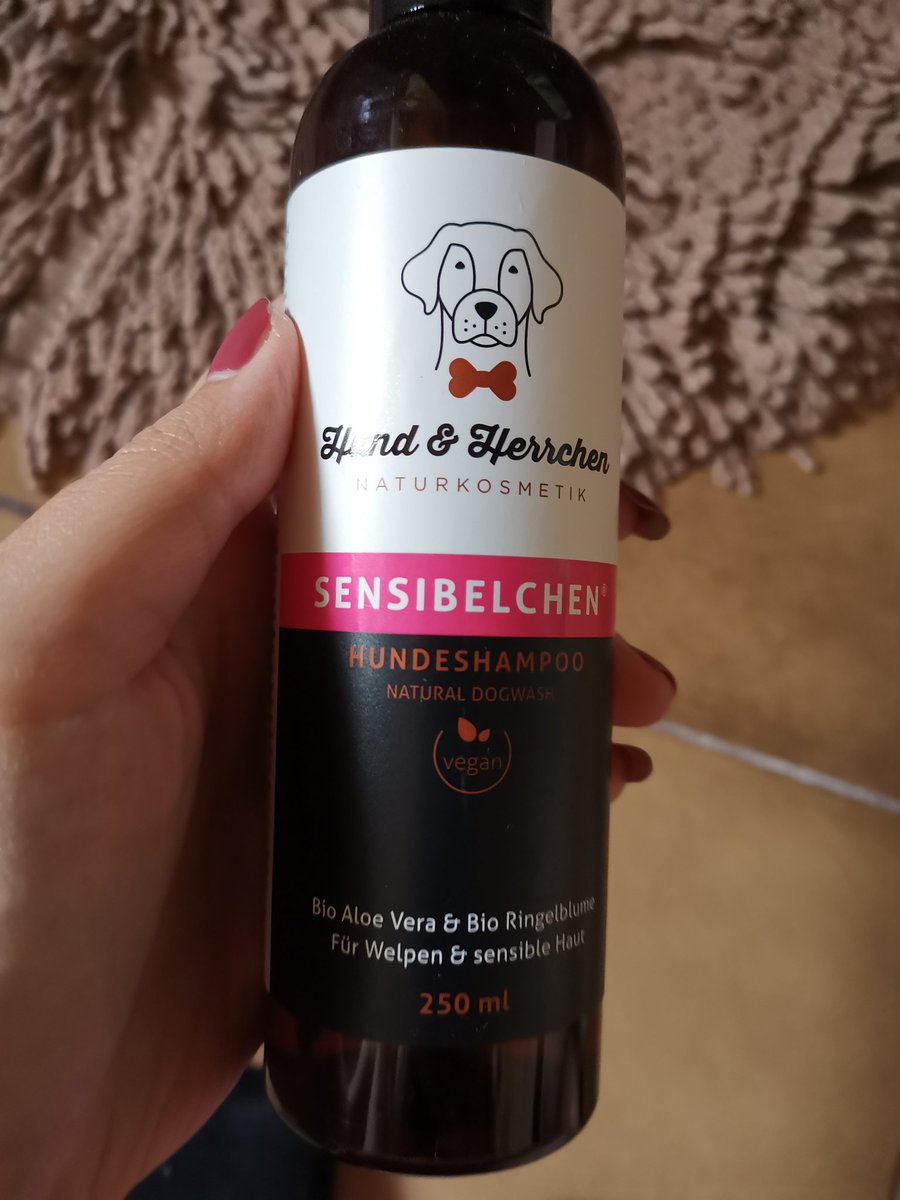 Hund & Herrchen
NATURKOSMETIK
SENSIBELCHEN®
HUNDESHAMPOO
NATURAL DOGWASH
vegan
Bio Aloe Vera & Bio Ringelblume
Für Welpen & sensible Haut
250 ml